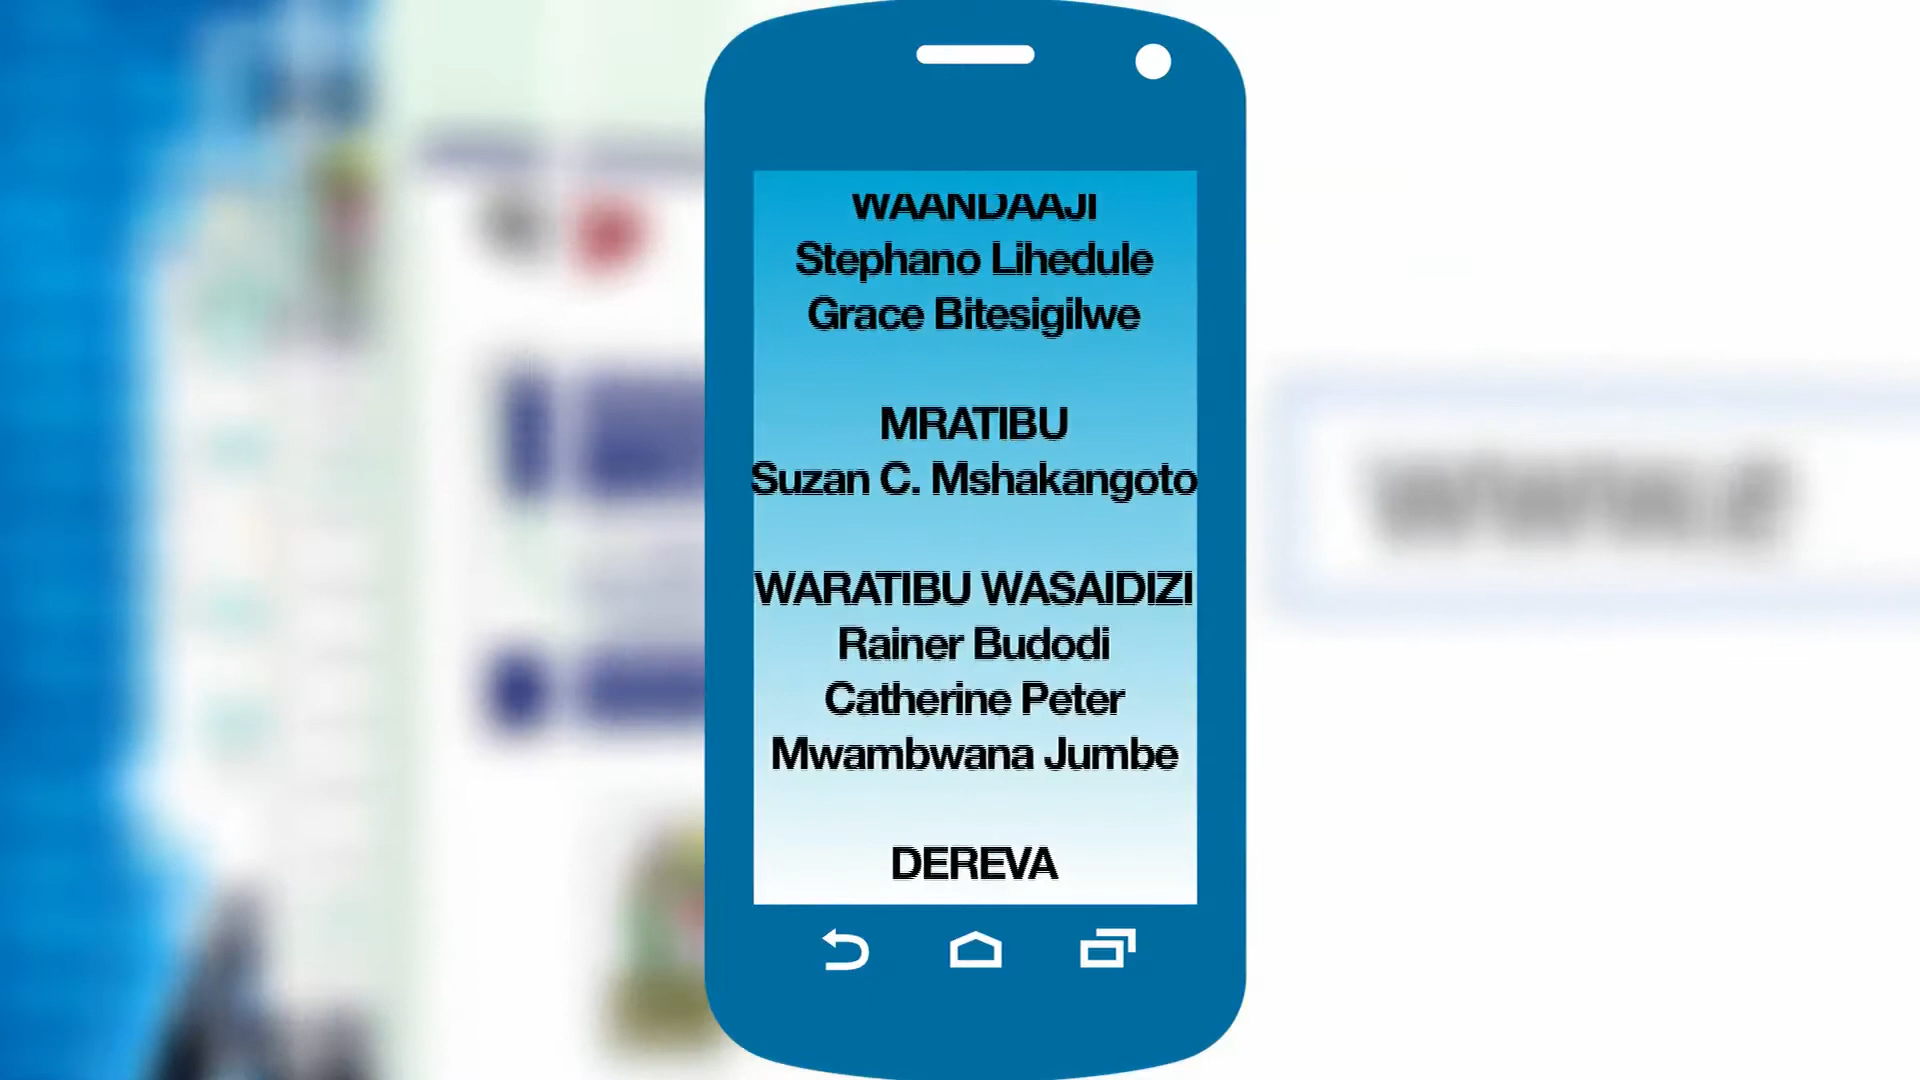 WAANDAAJI
Stephano Lihedule
Grace Bitesigilwe
MRATIBU
Suzan C. Mshakangoto
WARATIBU WASAIDIZI
Rainer Budodi
Catherine Peter
Mwambwana Jumbe
DEREVA